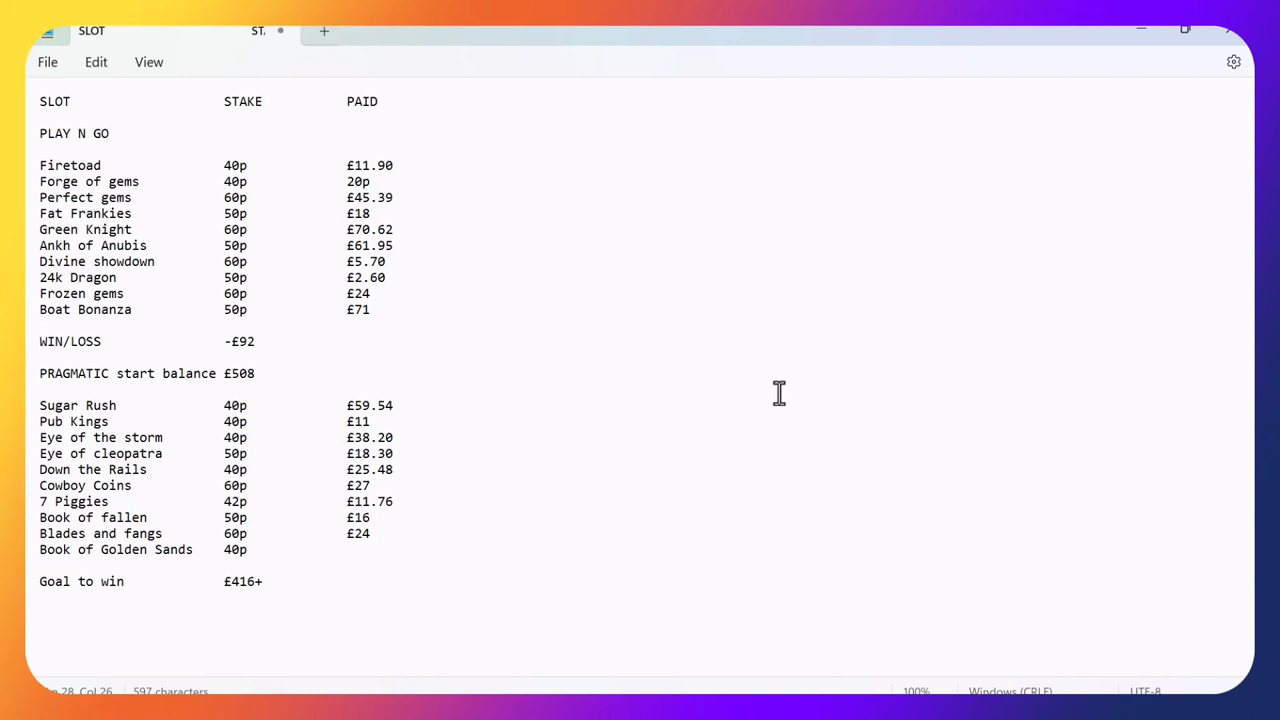 SLOT ST.
File Edit View
SLOT STAKE PAID
PLAY N GO
Firetoad 40p £11.90
Forge of gems 40p 20p
Perfect gems 60p £45.39
Fat Frankies 50p £18
Green Knight 60p £70.62
Ankh of Anubis 50p £61.95
Divine showdown 60p £5.70
24k Dragon 50p £2.60
Frozen gems 60p £24
Boat Bonanza 50p £71
WIN/LOSS -£92
PRAGMATIC start balance £508
Sugar Rush 40p £59.54
Pub Kings 40p £11
Eye of the storm 40p £38.20
Eye of cleopatra 50p £18.30
Down the Rails 40p £25.48
Cowboy Coins 60p £27
7 Piggies 42p £11.76
Book of fallen 50p £16
Blades and fangs 60p £24
Book of Golden Sands 40p
Goal to win £416+
28, Col 26 597 characters 100% Windows (CRLF) UTF-8